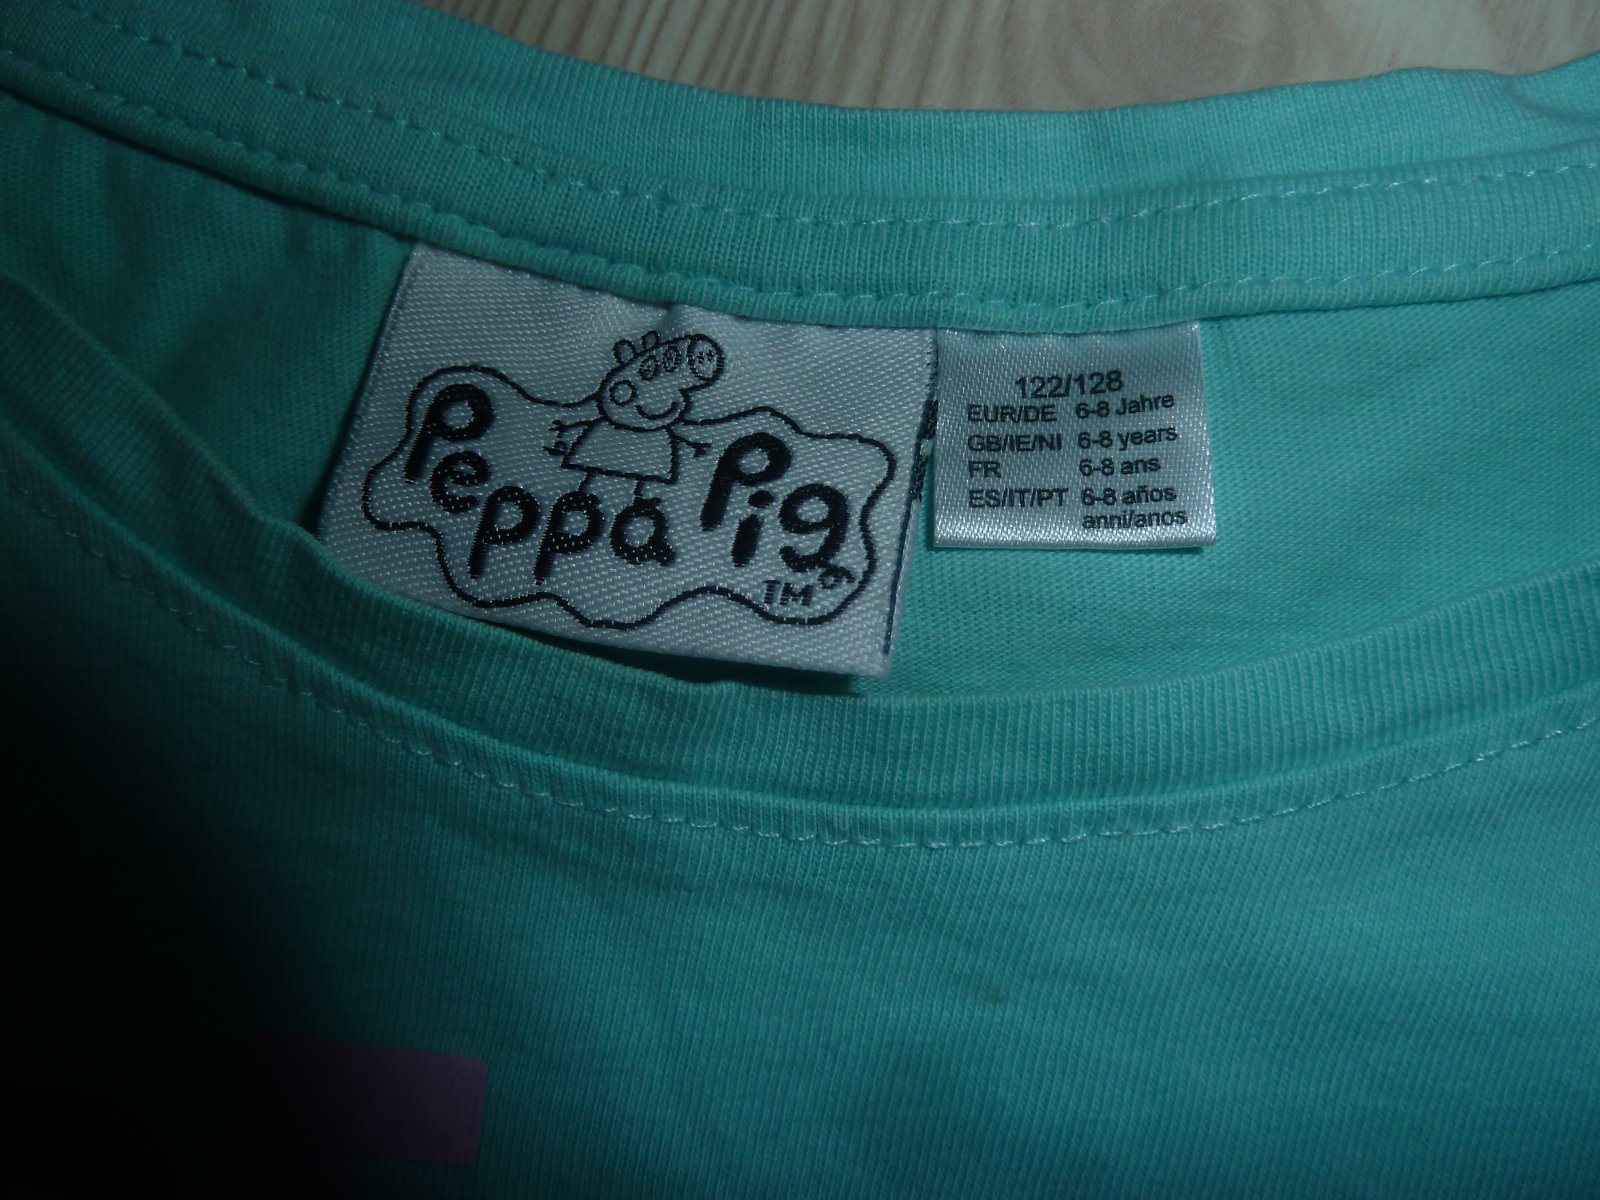 Peppa Pig
TM
122/128
EUR/DE 6-8 Jahre
GB/IE/NI 6-8 years
FR 6-8 ans
ES/IT/PT 6-8 años
anni/anos